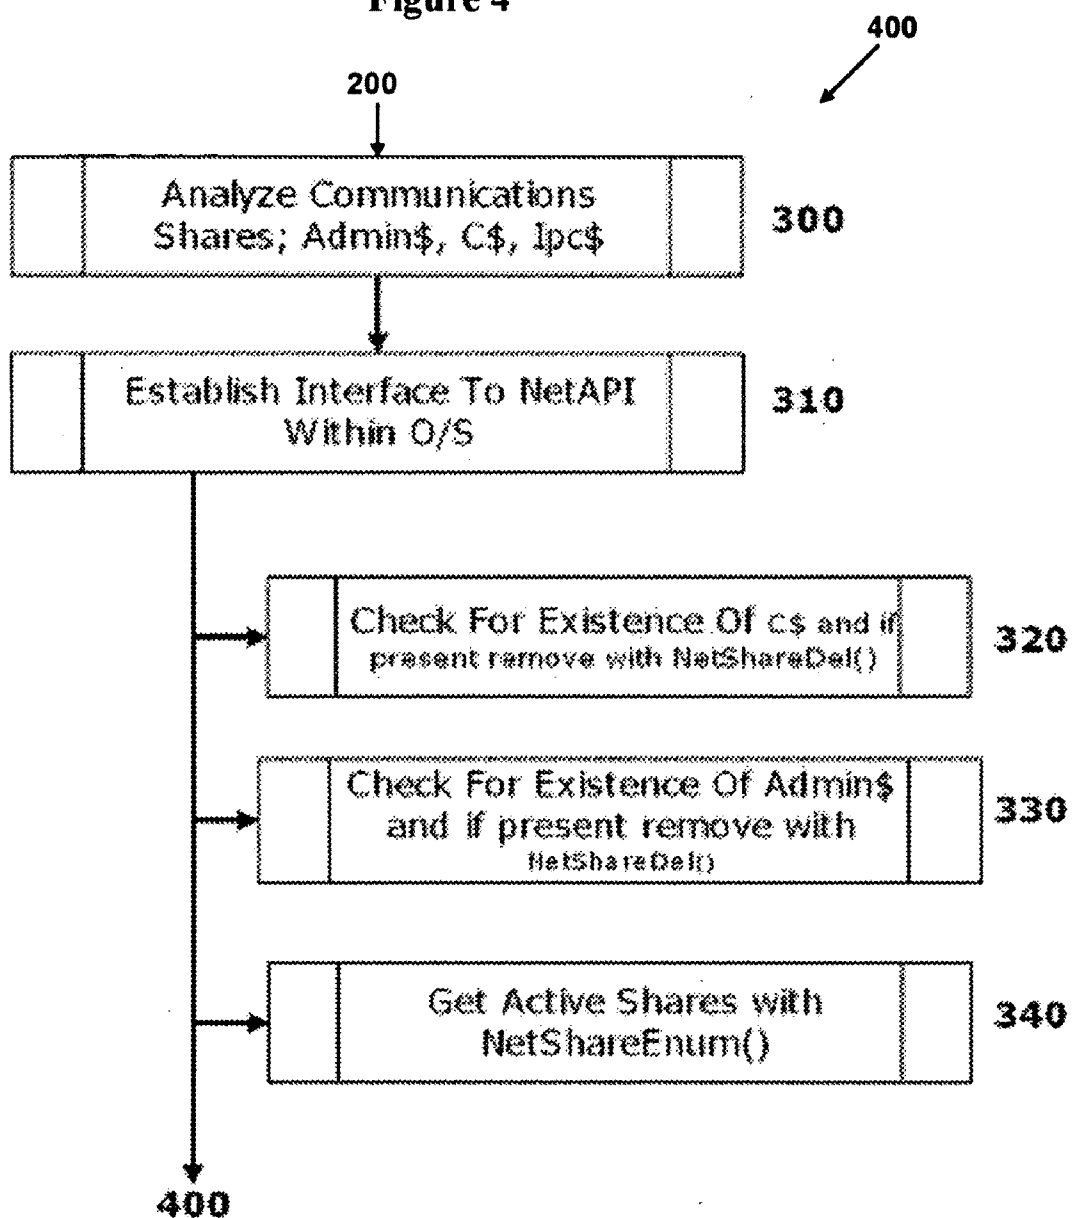 Figure 4
400
200
Analyze Communications
Shares; Admin$, C$, Ipc$
300
Establish Interface To NetAPI
Within O/S
310
Check For Existence Of C$ and if
present remove with NetShareDel()
320
Check For Existence Of Admin$
and if present remove with
NetShareDel()
330
Get Active Shares with
NetShareEnum()
340
400